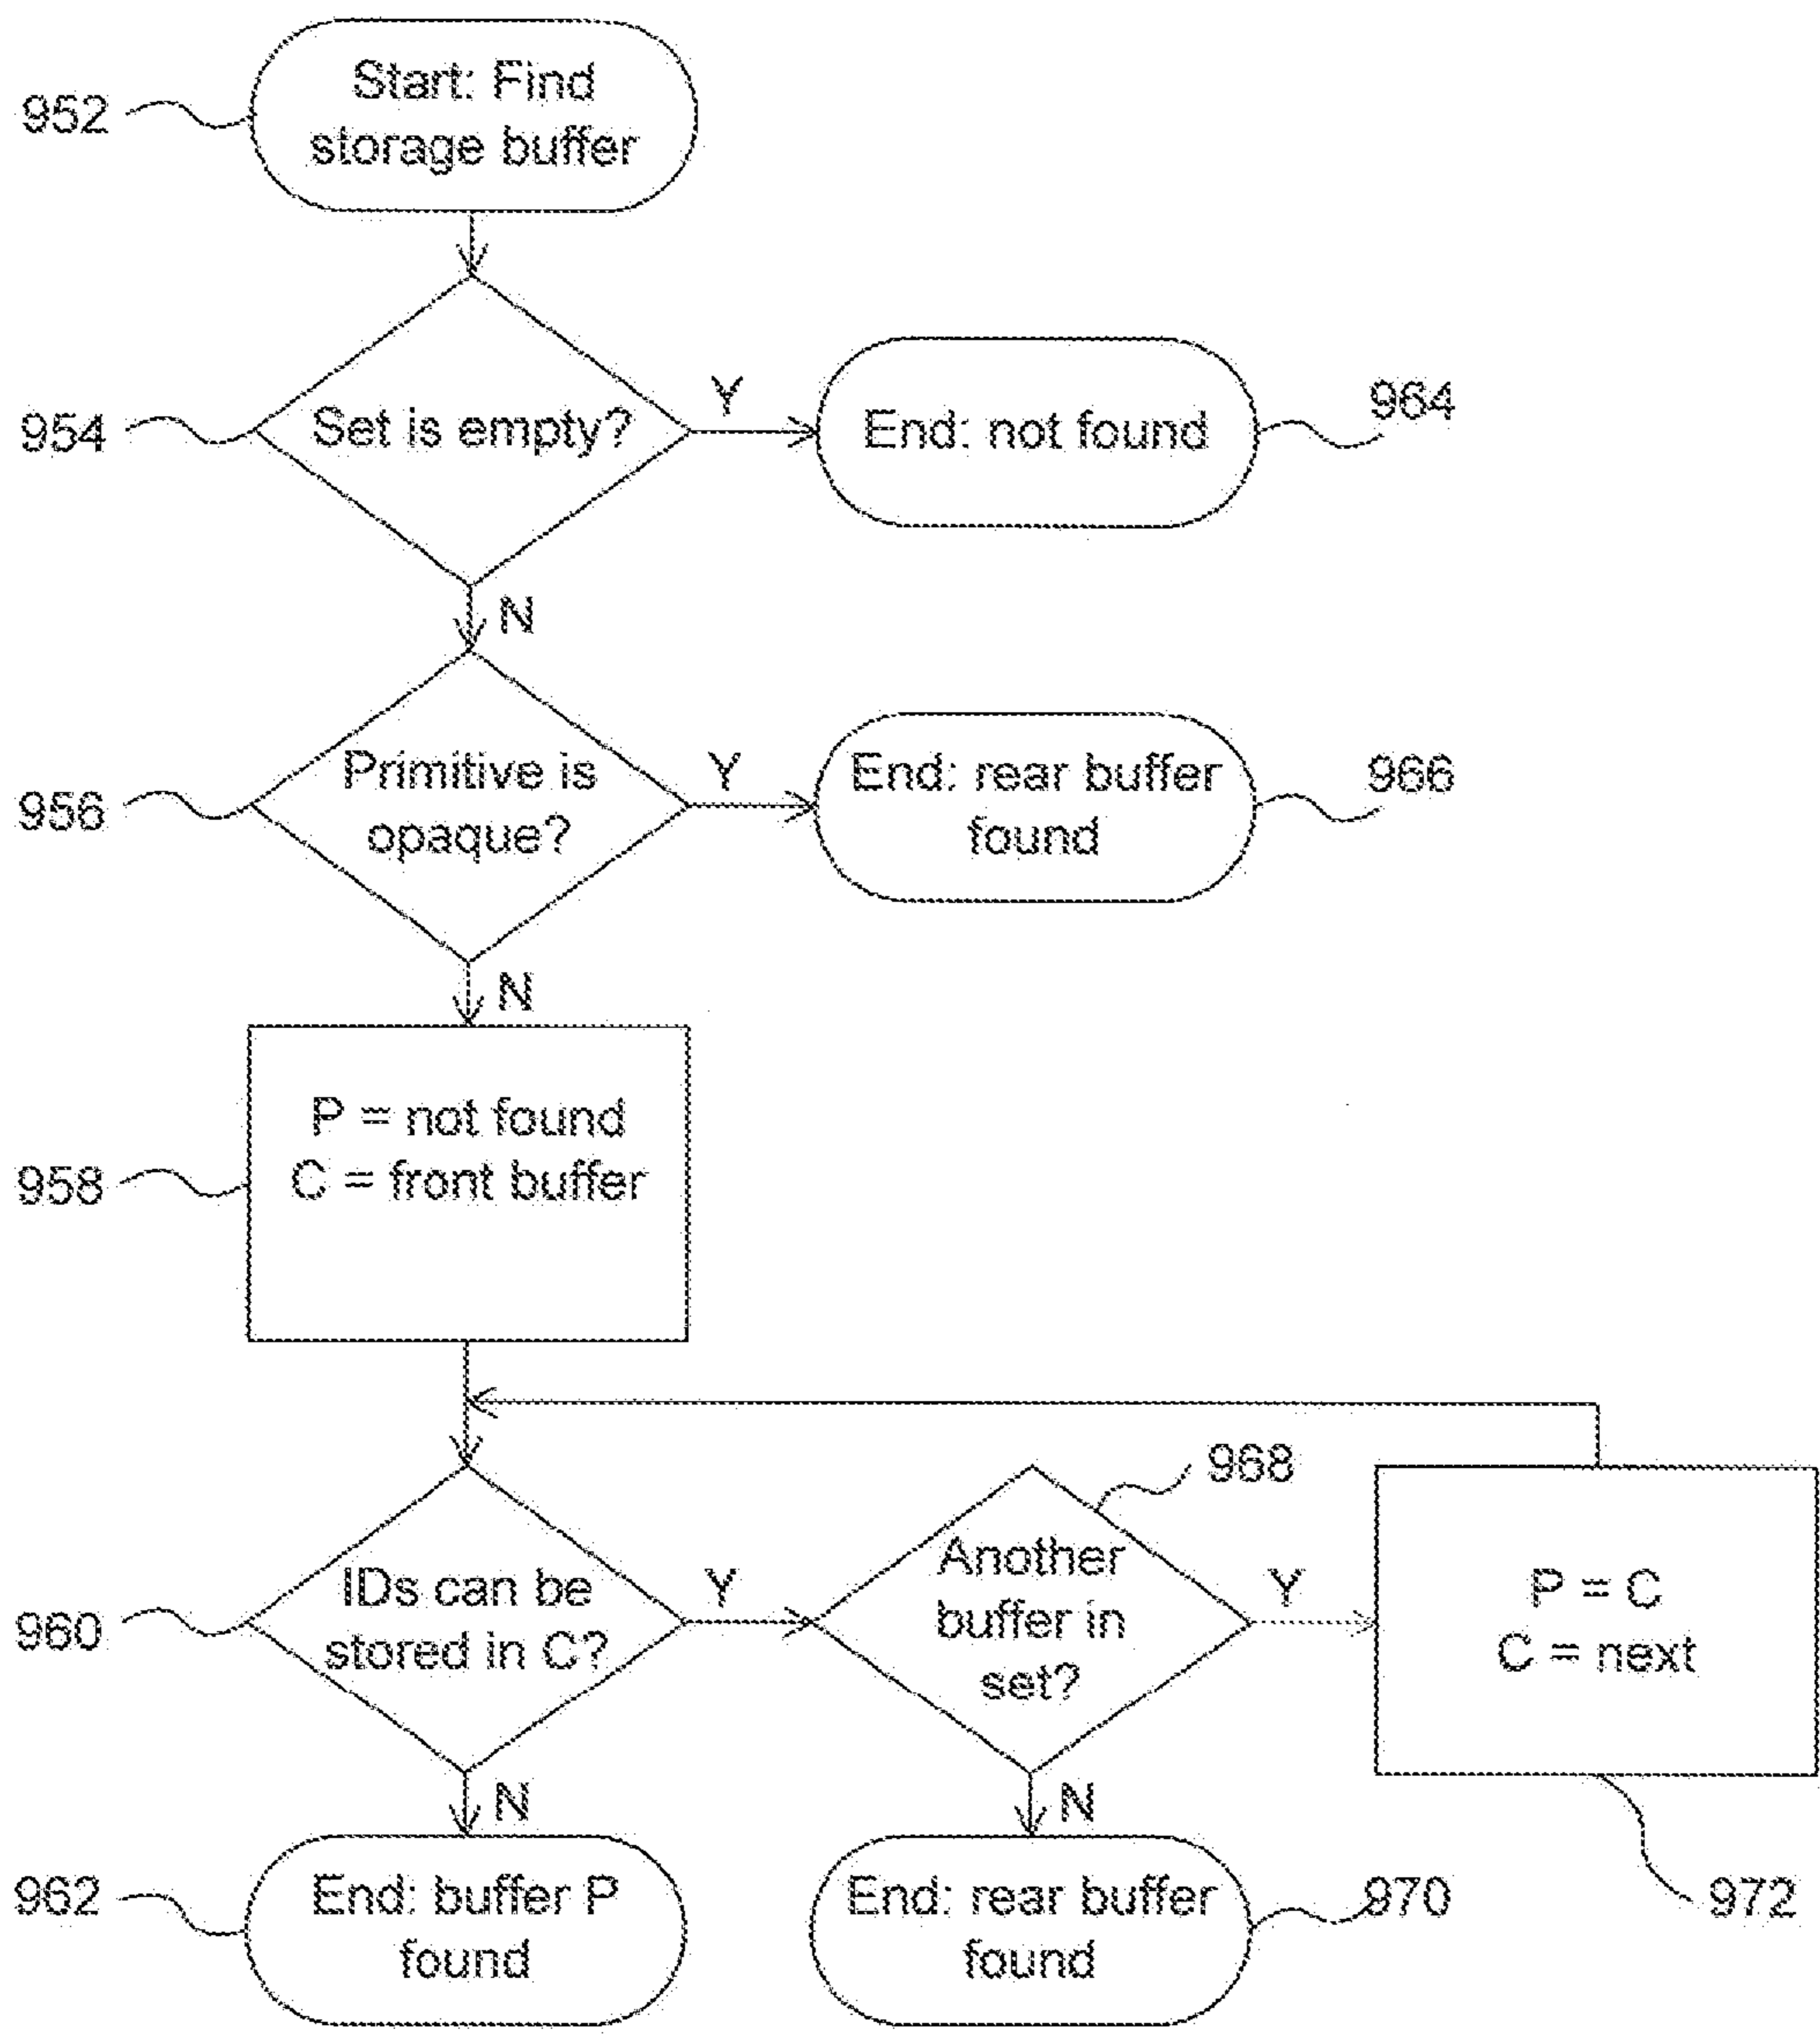 952
Start: Find
storage buffer
954
Set is empty?
Y
End: not found
964
N
956
Primitive is
opaque?
Y
End: rear buffer
found
966
N
958
P = not found
C = front buffer
960
IDs can be
stored in C?
Y
968
Another
buffer in
set?
Y
P = C
C = next
972
N
N
962
End: buffer P
found
End: rear buffer
found
970